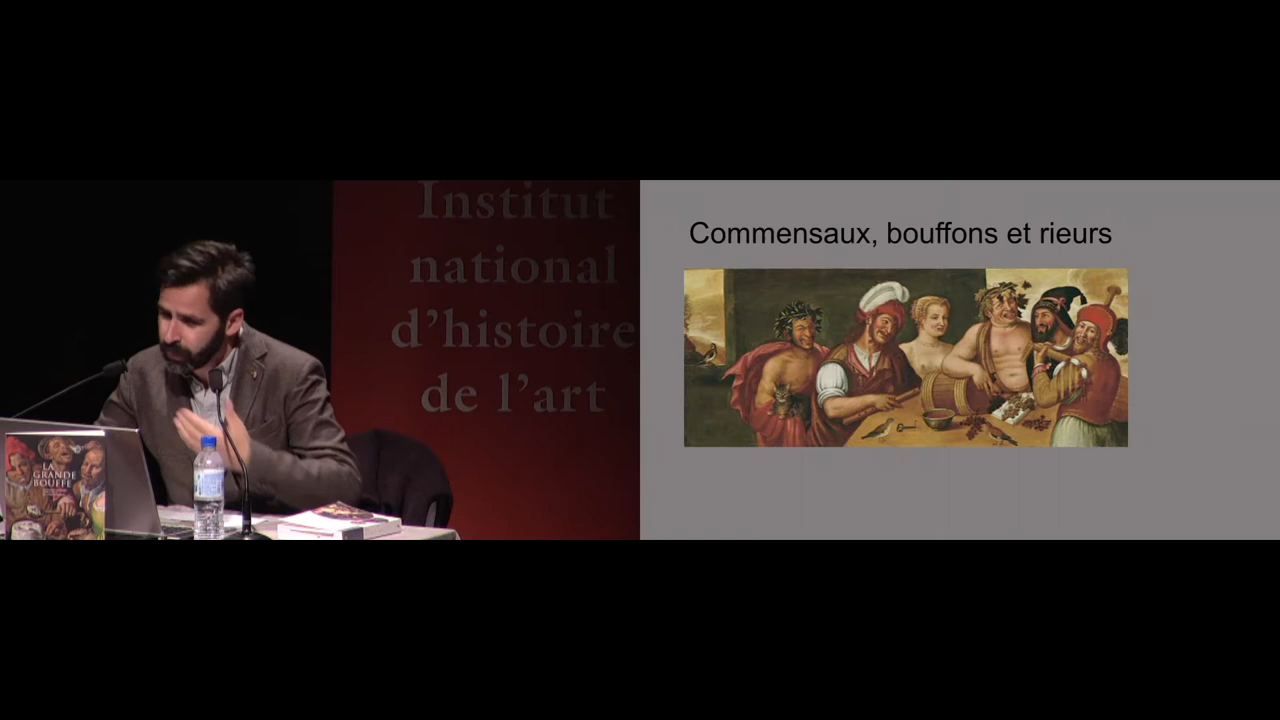 Institut
national
d'histoire
de l'art
LA
GRANDE
BOUFFE
Commensaux, bouffons et rieurs